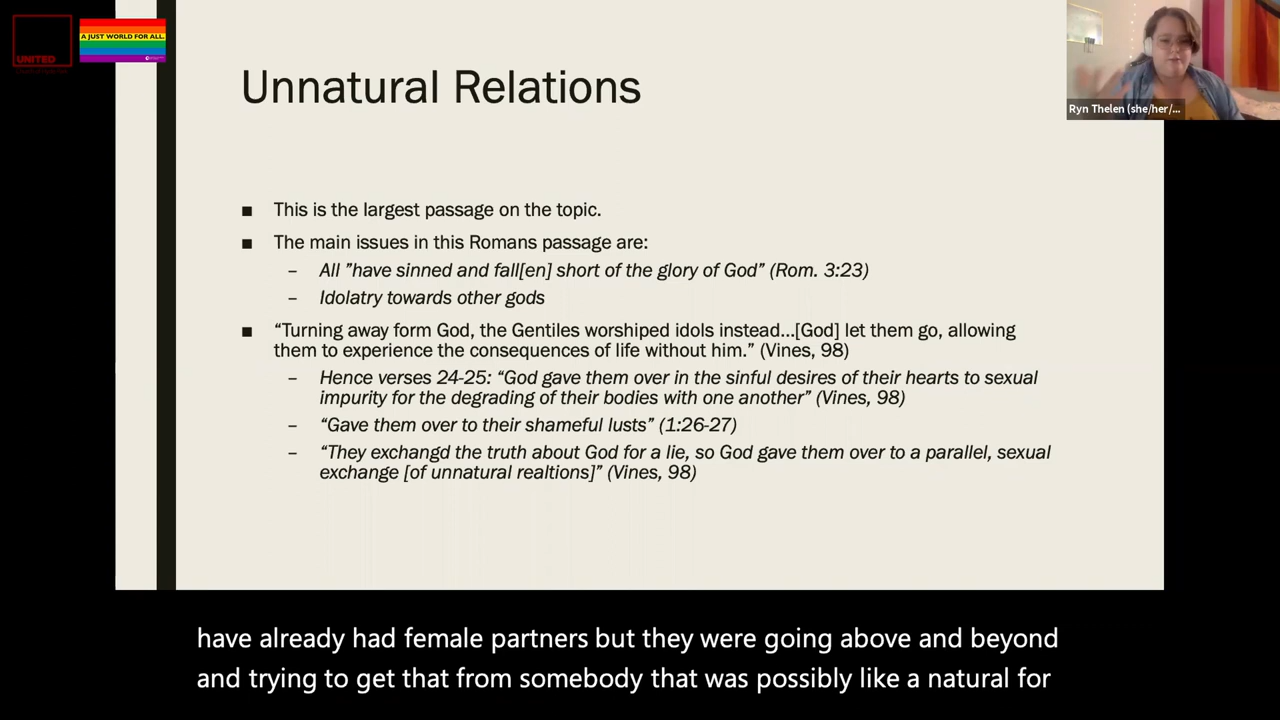 UNITED
A JUST WORLD FOR ALL.
Ryn Thelen (she/her/...
Unnatural Relations
■ This is the largest passage on the topic.
■ The main issues in this Romans passage are:
– All ”have sinned and fall[en] short of the glory of God” (Rom. 3:23)
– Idolatry towards other gods
■ “Turning away form God, the Gentiles worshiped idols instead...[God] let them go, allowing
them to experience the consequences of life without him.” (Vines, 98)
– Hence verses 24-25: “God gave them over in the sinful desires of their hearts to sexual
impurity for the degrading of their bodies with one another” (Vines, 98)
– “Gave them over to their shameful lusts” (1:26-27)
– “They exchangd the truth about God for a lie, so God gave them over to a parallel, sexual
exchange [of unnatural realtions]” (Vines, 98)
have already had female partners but they were going above and beyond
and trying to get that from somebody that was possibly like a natural for